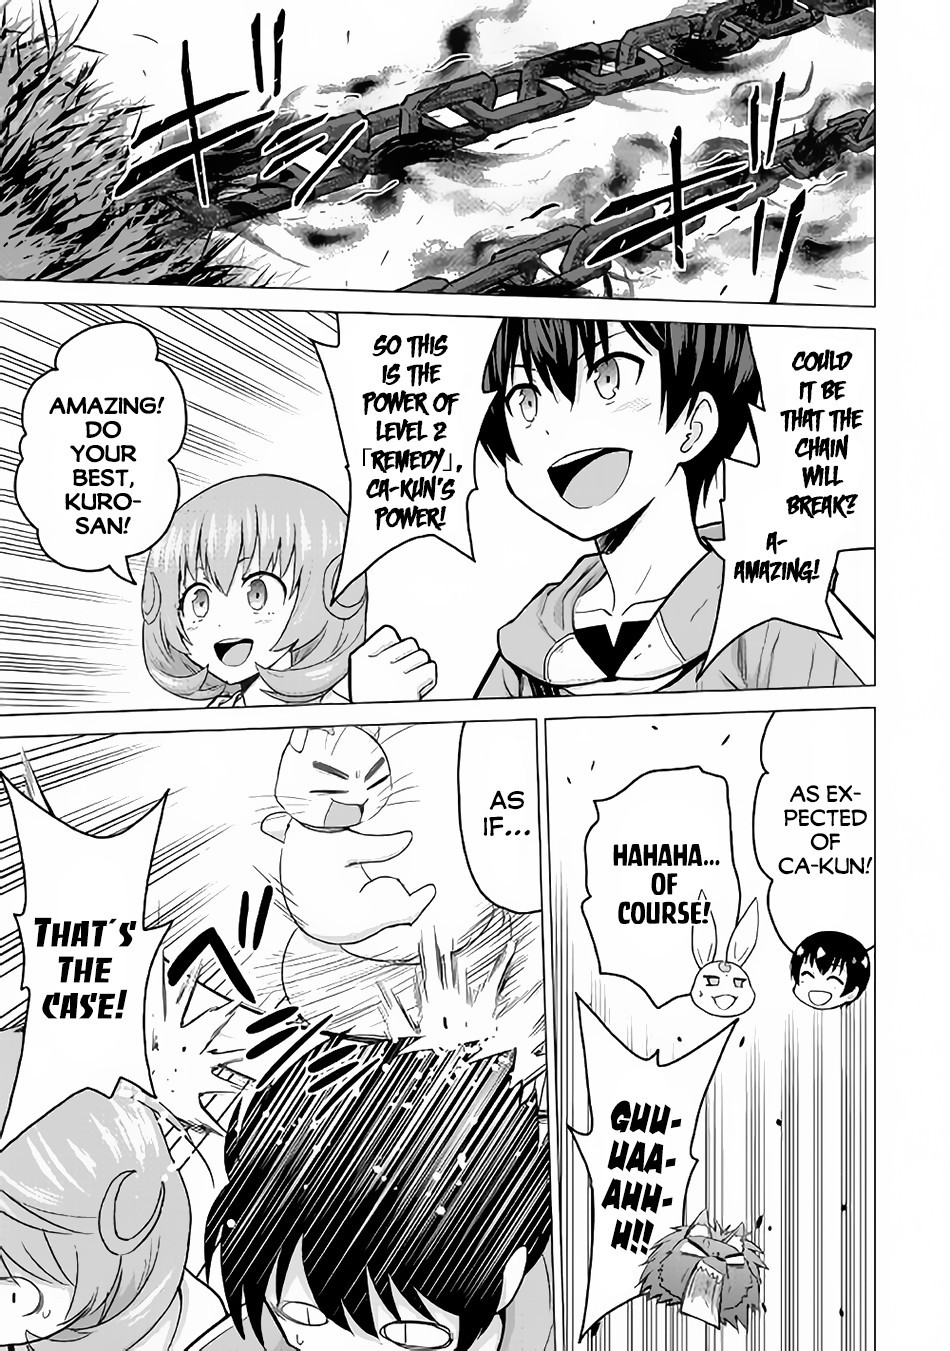 ギシッ
ギギ
COULD
IT BE
THAT THE
CHAIN
WILL
BREAK?
A-
AMAZING!
SO THIS
IS THE
POWER OF
LEVEL 2
「REMEDY」,
CA-KUN'S
POWER!
AMAZING!
DO
YOUR
BEST,
KURO-
SAN!
AS EX-
PECTED
OF
CA-KUN!
HAHAHA...
OF
COURSE!
GUU-
UAA-
AHH-
H!!
AS
IF...
THAT'S
THE
CASE!